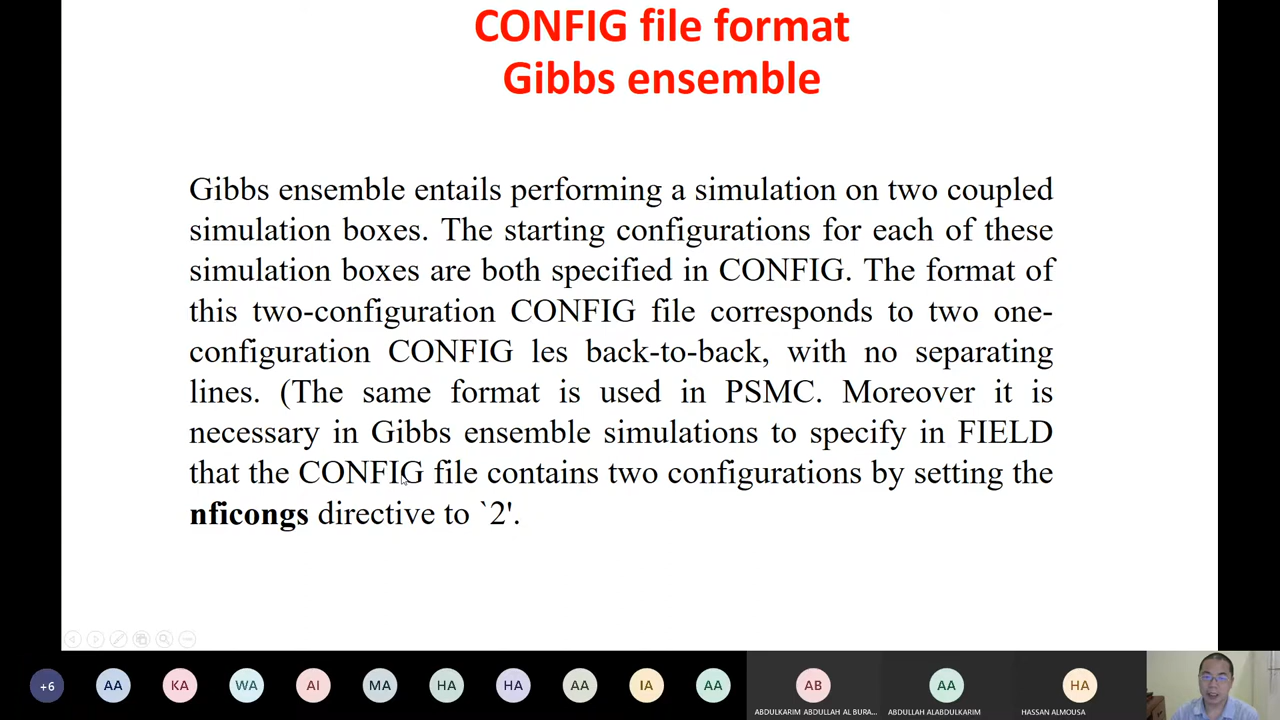 CONFIG file format
Gibbs ensemble
Gibbs ensemble entails performing a simulation on two coupled
simulation boxes. The starting configurations for each of these
simulation boxes are both specified in CONFIG. The format of
this two-configuration CONFIG file corresponds to two one-
configuration CONFIG les back-to-back, with no separating
lines. (The same format is used in PSMC. Moreover it is
necessary in Gibbs ensemble simulations to specify in FIELD
that the CONFIG file contains two configurations by setting the
nficongs directive to `2'.
+6 AA KA WA AI MA HA HA AA IA AA AB AA HA
ABDULKARIM ABDULLAH AL BURA... ABDULLAH ALABDULKARIM HASSAN ALMOUSA